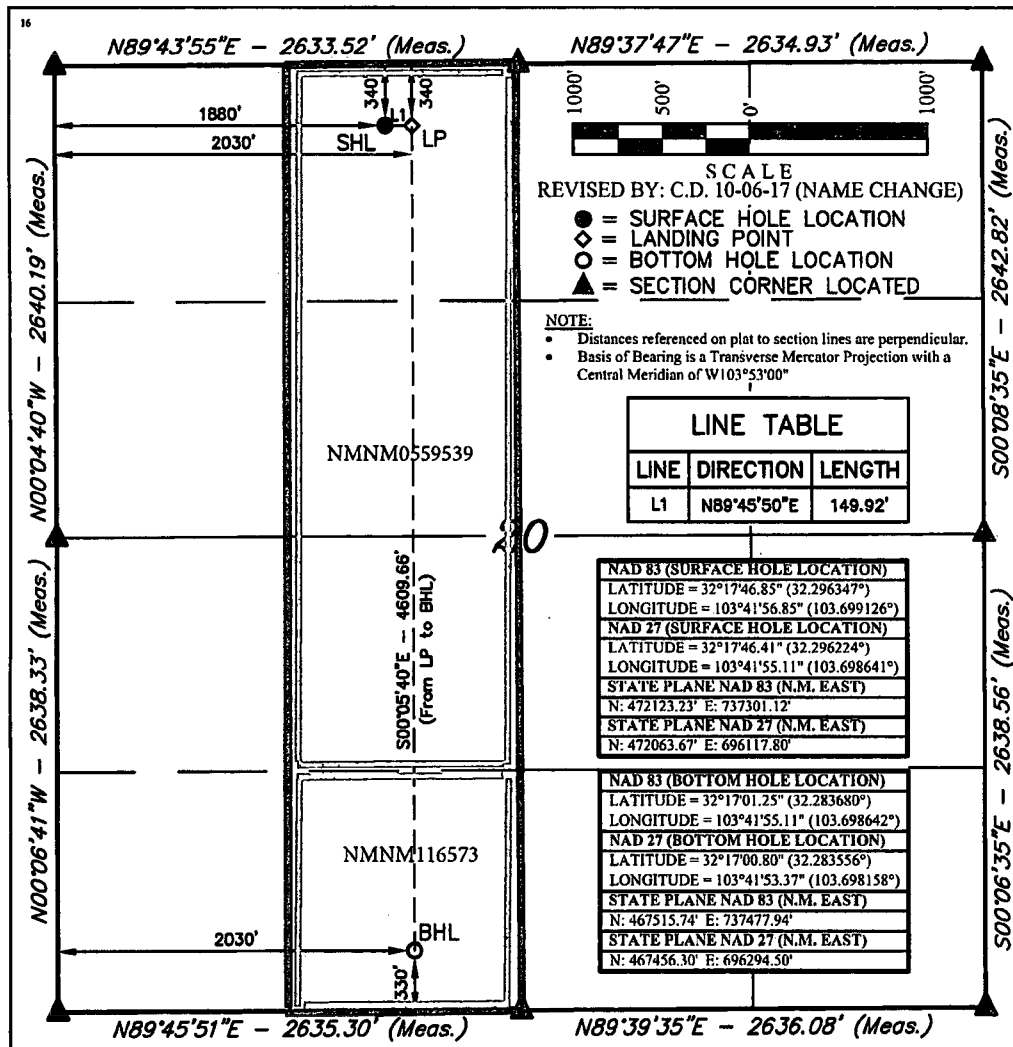 16
N89°43'55"E - 2633.52' (Meas.)
N89°37'47"E - 2634.93' (Meas.)
340'
340'
1880'
L1
SHL
LP
2030'
1000'
500'
0'
1000'
SCALE
REVISED BY: C.D. 10-06-17 (NAME CHANGE)
= SURFACE HOLE LOCATION
= LANDING POINT
= BOTTOM HOLE LOCATION
= SECTION CORNER LOCATED
NOTE:
• Distances referenced on plat to section lines are perpendicular.
• Basis of Bearing is a Transverse Mercator Projection with a
Central Meridian of W103°53'00"
N00°04'40"W - 2640.19' (Meas.)
S00°08'35"E - 2642.82' (Meas.)
NMNM0559539
LINE TABLE
LINE DIRECTION LENGTH
L1 N89°45'50"E 149.92'
20
S00°05'40"E - 4609.66'
(From LP to BHL)
NAD 83 (SURFACE HOLE LOCATION)
LATITUDE = 32°17'46.85" (32.296347°)
LONGITUDE = 103°41'56.85" (103.699126°)
NAD 27 (SURFACE HOLE LOCATION)
LATITUDE = 32°17'46.41" (32.296224°)
LONGITUDE = 103°41'55.11" (103.698641°)
STATE PLANE NAD 83 (N.M. EAST)
N: 472123.23' E: 737301.12'
STATE PLANE NAD 27 (N.M. EAST)
N: 472063.67' E: 696117.80'
N00°06'41"W - 2638.33' (Meas.)
S00°06'35"E - 2638.56' (Meas.)
NAD 83 (BOTTOM HOLE LOCATION)
LATITUDE = 32°17'01.25" (32.283680°)
LONGITUDE = 103°41'55.11" (103.698642°)
NAD 27 (BOTTOM HOLE LOCATION)
LATITUDE = 32°17'00.80" (32.283556°)
LONGITUDE = 103°41'53.37" (103.698158°)
STATE PLANE NAD 83 (N.M. EAST)
N: 467515.74' E: 737477.94'
STATE PLANE NAD 27 (N.M. EAST)
N: 467456.30' E: 696294.50'
NMNM116573
2030'
BHL
330'
N89°45'51"E - 2635.30' (Meas.)
N89°39'35"E - 2636.08' (Meas.)